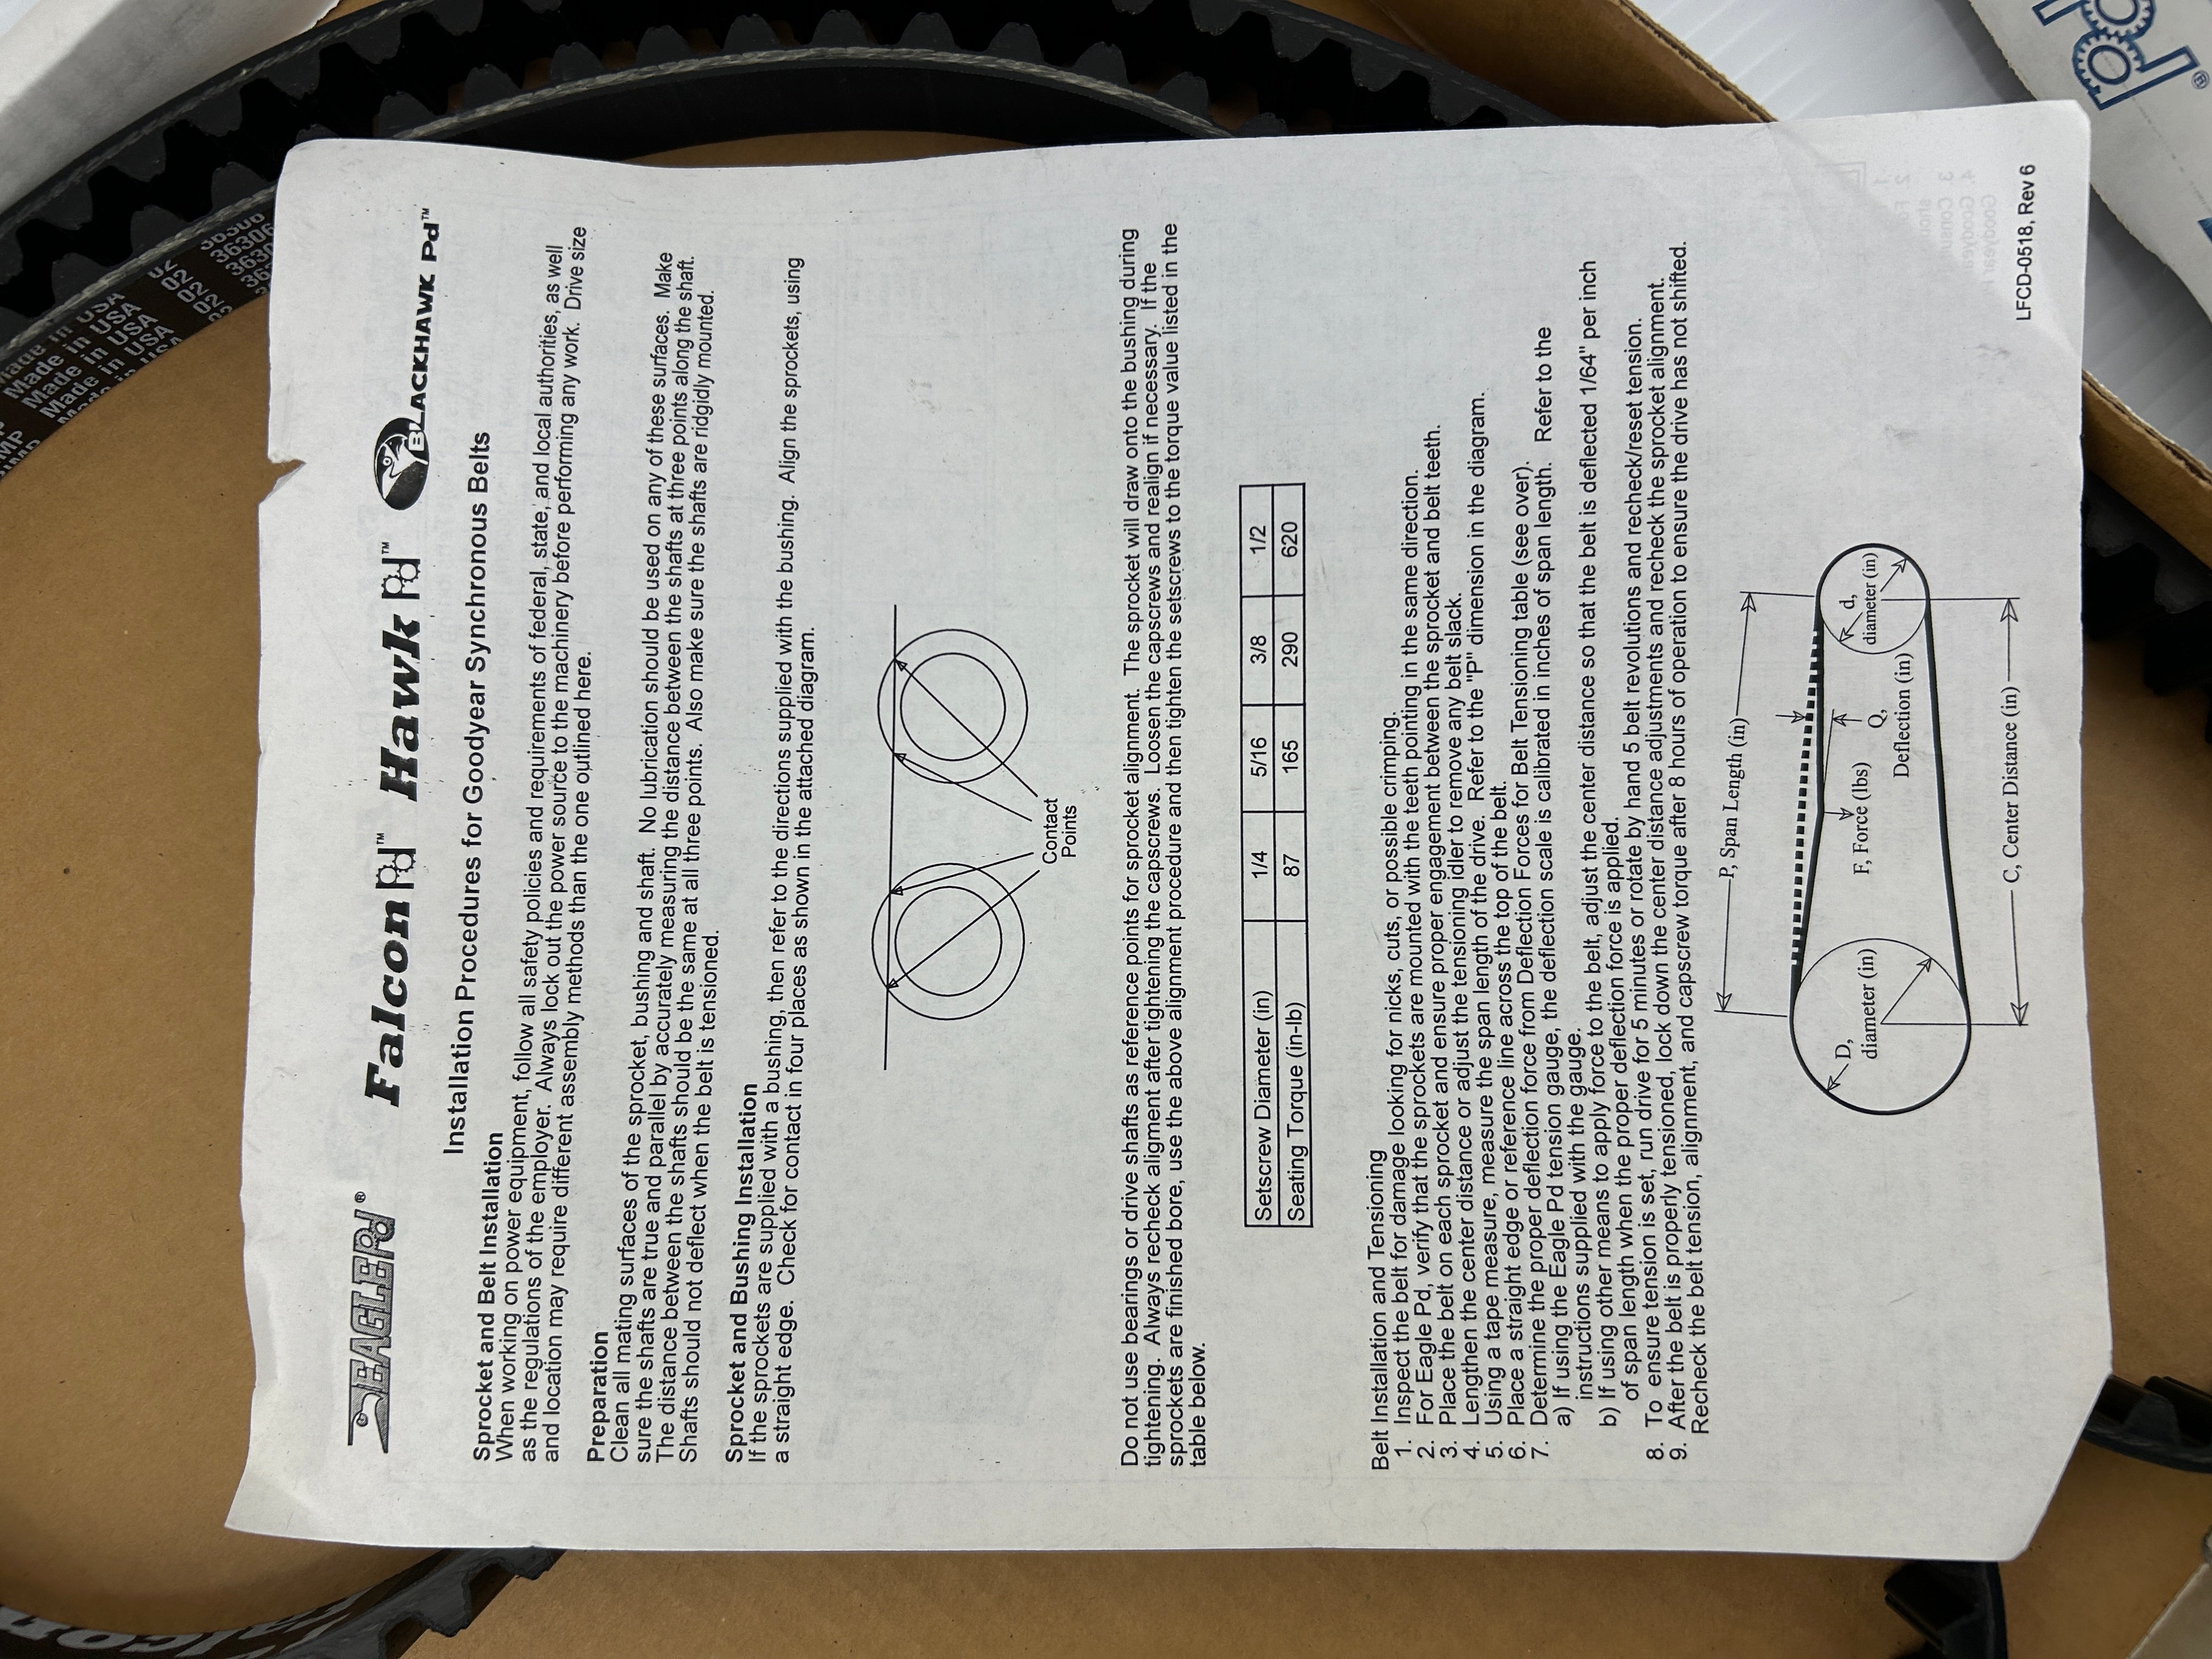 EAGLEPd®
Falcon Pd™
Hawk Pd™
BLACKHAWK Pd™
Installation Procedures for Goodyear Synchronous Belts
Sprocket and Belt Installation
When working on power equipment, follow all safety policies and requirements of federal, state, and local authorities, as well
as the regulations of the employer. Always lock out the power source to the machinery before performing any work. Drive size
and location may require different assembly methods than the one outlined here.
Preparation
Clean all mating surfaces of the sprocket, bushing and shaft. No lubrication should be used on any of these surfaces. Make
sure the shafts are true and parallel by accurately measuring the distance between the shafts at three points along the shaft.
The distance between the shafts should be the same at all three points. Also make sure the shafts are ridgidly mounted.
Shafts should not deflect when the belt is tensioned.
Sprocket and Bushing Installation
If the sprockets are supplied with a bushing, then refer to the directions supplied with the bushing. Align the sprockets, using
a straight edge. Check for contact in four places as shown in the attached diagram.
Contact
Points
Do not use bearings or drive shafts as reference points for sprocket alignment. The sprocket will draw onto the bushing during
tightening. Always recheck aligment after tightening the capscrews. Loosen the capscrews and realign if necessary. If the
sprockets are finished bore, use the above alignment procedure and then tighten the setscrews to the torque value listed in the
table below.
Setscrew Diameter (in) 1/4 5/16 3/8 1/2
Seating Torque (in-lb) 87 165 290 620
Belt Installation and Tensioning
1. Inspect the belt for damage looking for nicks, cuts, or possible crimping.
2. For Eagle Pd, verify that the sprockets are mounted with the teeth pointing in the same direction.
3. Place the belt on each sprocket and ensure proper engagement between the sprocket and belt teeth.
4. Lengthen the center distance or adjust the tensioning idler to remove any belt slack.
5. Using a tape measure, measure the span length of the drive. Refer to the "P" dimension in the diagram.
6. Place a straight edge or reference line across the top of the belt.
7. Determine the proper deflection force from Deflection Forces for Belt Tensioning table (see over).
a) If using the Eagle Pd tension gauge, the deflection scale is calibrated in inches of span length. Refer to the
instructions supplied with the gauge.
b) If using other means to apply force to the belt, adjust the center distance so that the belt is deflected 1/64" per inch
of span length when the proper deflection force is applied.
8. To ensure tension is set, run drive for 5 minutes or rotate by hand 5 belt revolutions and recheck/reset tension.
9. After the belt is properly tensioned, lock down the center distance adjustments and recheck the sprocket alignment.
Recheck the belt tension, alignment, and capscrew torque after 8 hours of operation to ensure the drive has not shifted.
P, Span Length (in)
D,
diameter (in)
F, Force (lbs)
Q,
Deflection (in)
d,
diameter (in)
C, Center Distance (in)
LFCD-0518, Rev 6
Made in USA
Made in USA 02 36306
Made in USA 02
Pd®